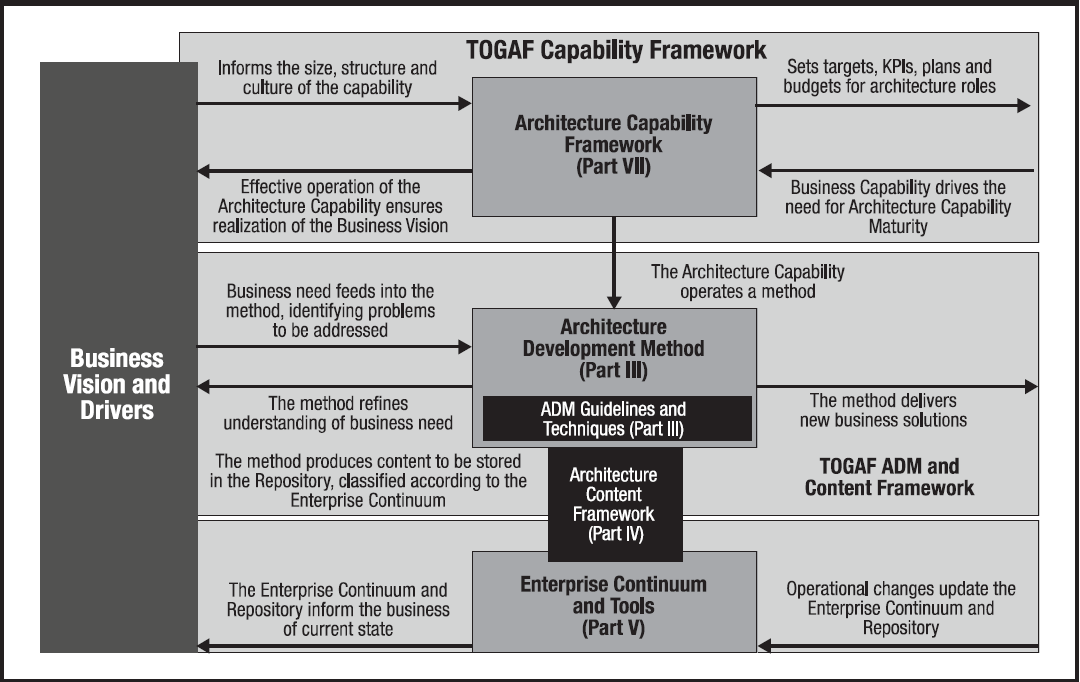 TOGAF Capability Framework
Informs the size, structure and
culture of the capability
Sets targets, KPIs, plans and
budgets for architecture roles
Architecture Capability
Framework
(Part VII)
Effective operation of the
Architecture Capability ensures
realization of the Business Vision
Business Capability drives the
need for Architecture Capability
Maturity
The Architecture Capability
operates a method
Business need feeds into the
method, identifying problems
to be addressed
Architecture
Development Method
(Part III)
Business
Vision and
Drivers
ADM Guidelines and
Techniques (Part III)
The method refines
understanding of business need
The method delivers
new business solutions
The method produces content to be stored
in the Repository, classified according to the
Enterprise Continuum
Architecture
Content
Framework
(Part IV)
TOGAF ADM and
Content Framework
The Enterprise Continuum and
Repository inform the business
of current state
Enterprise Continuum
and Tools
(Part V)
Operational changes update the
Enterprise Continuum and
Repository